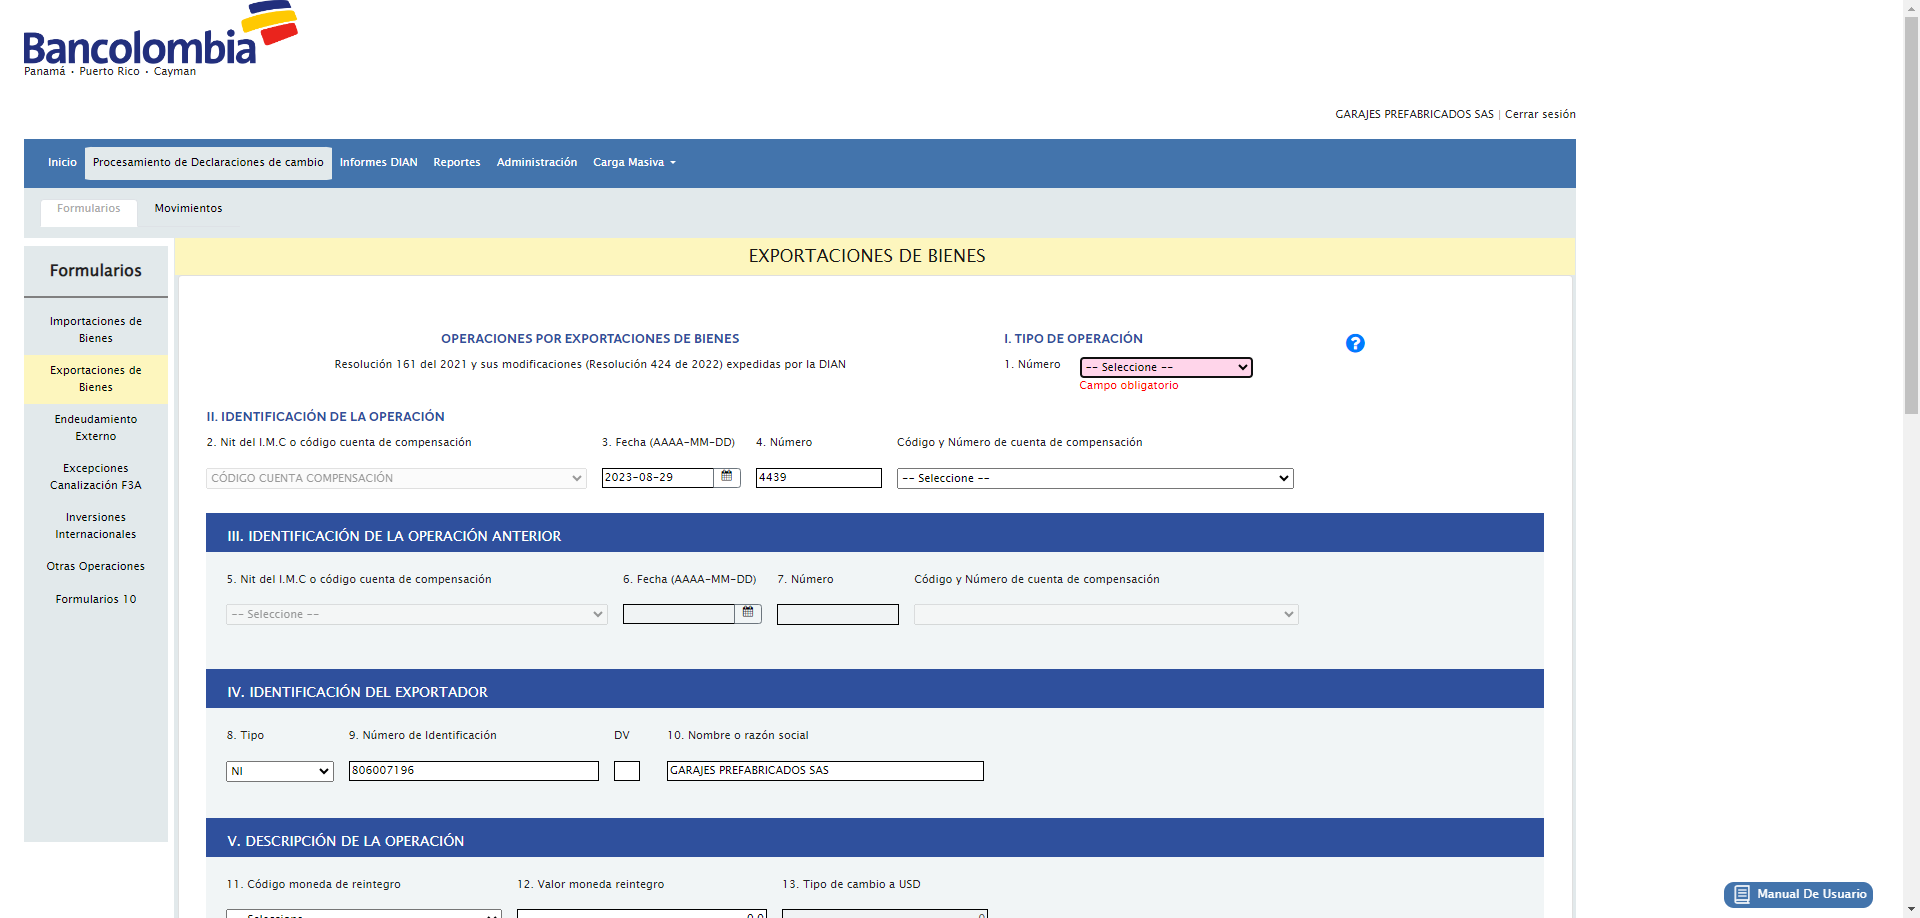 Bancolombia
Panamá • Puerto Rico • Cayman
GARAJES PREFABRICADOS SAS | Cerrar sesión
Inicio Procesamiento de Declaraciones de cambio Informes DIAN Reportes Administración Carga Masiva
Formularios Movimientos
Formularios
Importaciones de
Bienes
Exportaciones de
Bienes
Endeudamiento
Externo
Excepciones
Canalización F3A
Inversiones
Internacionales
Otras Operaciones
Formularios 10
EXPORTACIONES DE BIENES
OPERACIONES POR EXPORTACIONES DE BIENES
Resolución 161 del 2021 y sus modificaciones (Resolución 424 de 2022) expedidas por la DIAN
I. TIPO DE OPERACIÓN
?
1. Número -- Seleccione --
Campo obligatorio
II. IDENTIFICACIÓN DE LA OPERACIÓN
2. Nit del I.M.C o código cuenta de compensación 3. Fecha (AAAA-MM-DD) 4. Número Código y Número de cuenta de compensación
CÓDIGO CUENTA COMPENSACIÓN 2023-08-29 4439 -- Seleccione --
III. IDENTIFICACIÓN DE LA OPERACIÓN ANTERIOR
5. Nit del I.M.C o código cuenta de compensación 6. Fecha (AAAA-MM-DD) 7. Número Código y Número de cuenta de compensación
-- Seleccione --
IV. IDENTIFICACIÓN DEL EXPORTADOR
8. Tipo 9. Número de Identificación DV 10. Nombre o razón social
NI 806007196 GARAJES PREFABRICADOS SAS
V. DESCRIPCIÓN DE LA OPERACIÓN
11. Código moneda de reintegro 12. Valor moneda reintegro 13. Tipo de cambio a USD
-- Seleccione -- 0.0 0
Manual De Usuario